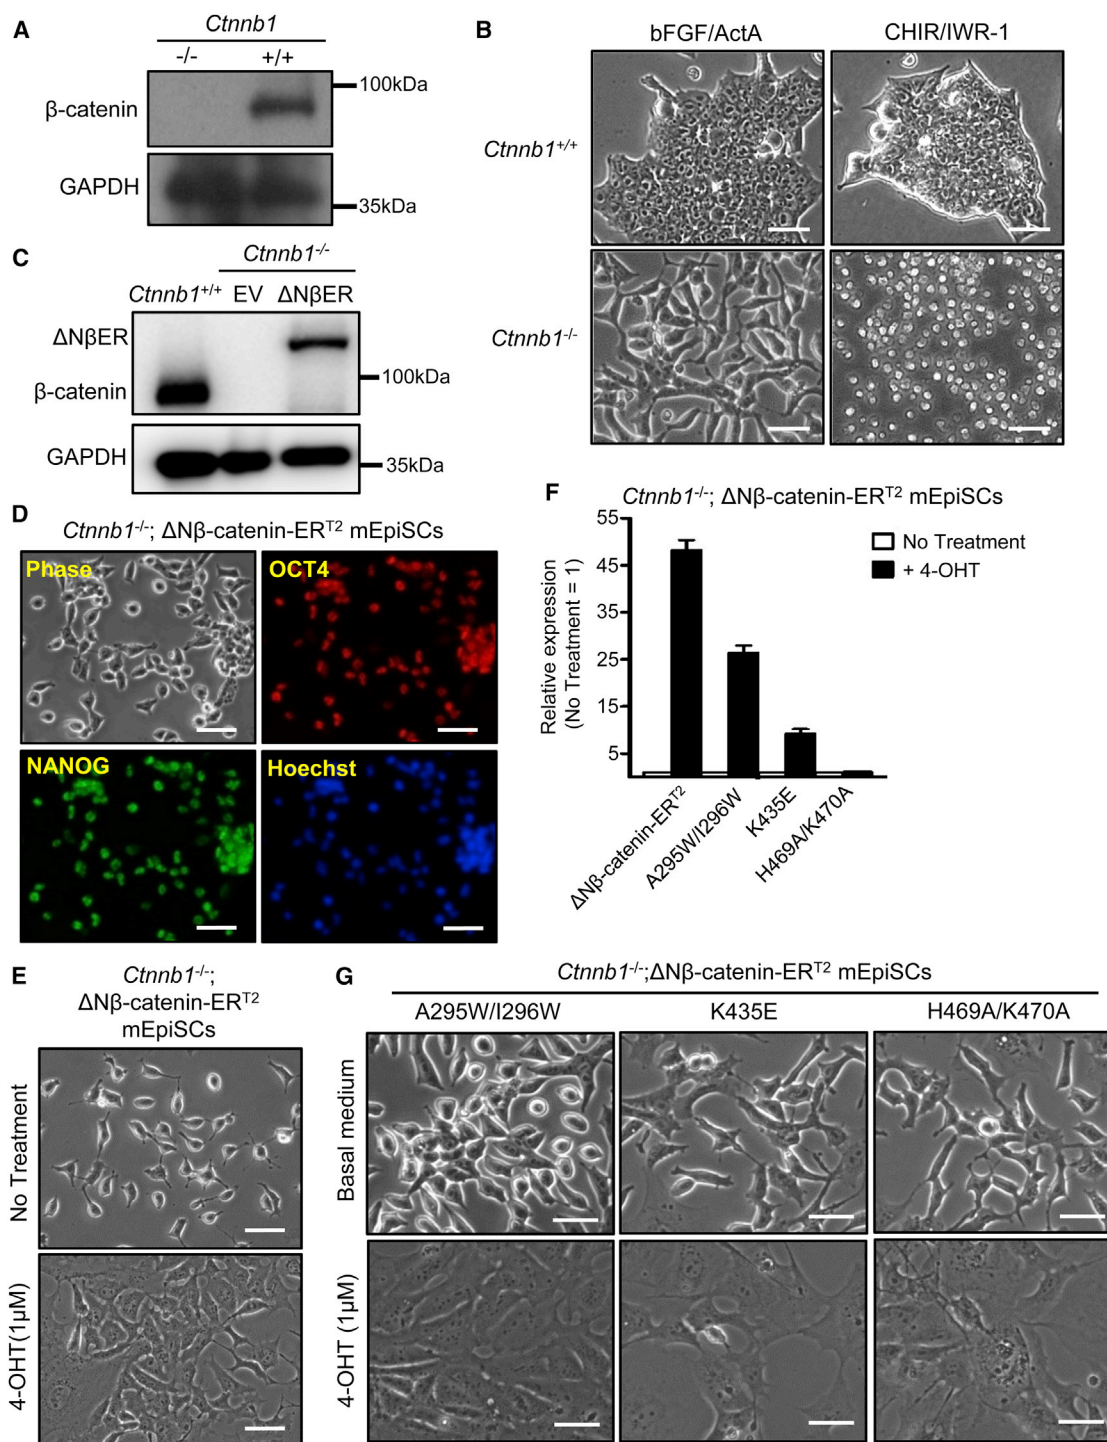 A
Ctnnb1
-/- +/+
β-catenin
100kDa
GAPDH
35kDa
B
bFGF/ActA CHIR/IWR-1
Ctnnb1+/+
Ctnnb1-/-
C
Ctnnb1-/-
Ctnnb1+/+ EV ΔNβER
ΔNβER
100kDa
β-catenin
GAPDH
35kDa
D
Ctnnb1-/-; ΔNβ-catenin-ERT2 mEpiSCs
Phase OCT4
NANOG Hoechst
F
Ctnnb1-/-; ΔNβ-catenin-ERT2 mEpiSCs
Relative expression
(No Treatment = 1)
55
45
35
25
15
5
No Treatment
+ 4-OHT
ΔNβ-catenin-ERT2
A295W/I296W
K435E
H469A/K470A
E
Ctnnb1-/-;
ΔNβ-catenin-ERT2
mEpiSCs
No Treatment
4-OHT(1μM)
G
Ctnnb1-/-;ΔNβ-catenin-ERT2 mEpiSCs
A295W/I296W K435E H469A/K470A
Basal medium
4-OHT (1μM)